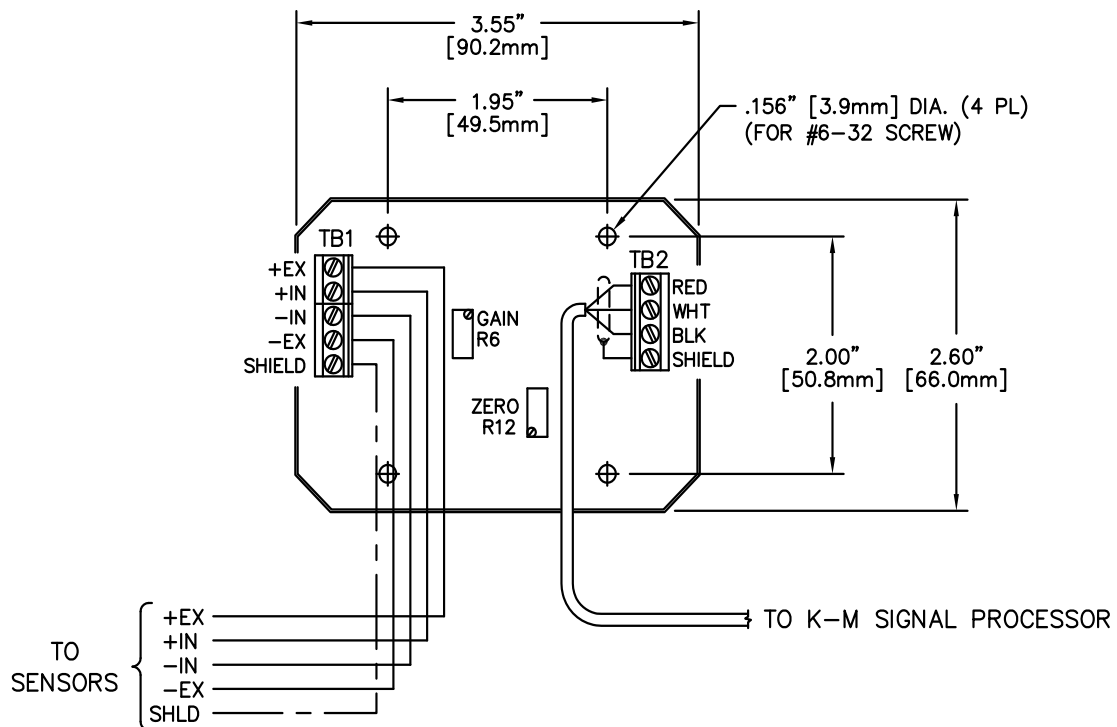 3.55”
[90.2mm]
1.95”
[49.5mm]
.156” [3.9mm] DIA. (4 PL)
(FOR #6-32 SCREW)
TB1
+EX
+IN
-IN
-EX
SHIELD
GAIN
R6
ZERO
R12
TB2
RED
WHT
BLK
SHIELD
2.00”
[50.8mm]
2.60”
[66.0mm]
TO
SENSORS
+EX
+IN
-IN
-EX
SHLD
TO K-M SIGNAL PROCESSOR